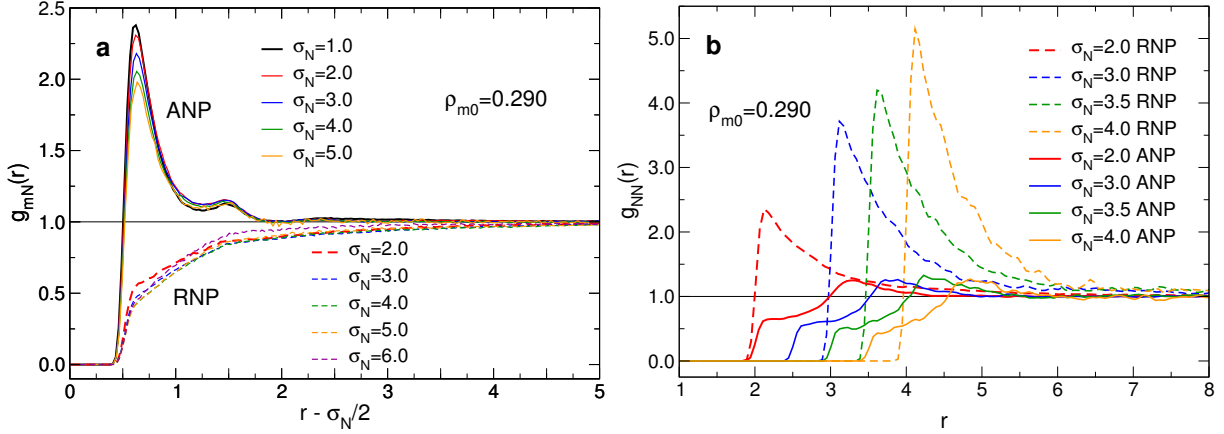 a
σN=1.0
σN=2.0
σN=3.0
σN=4.0
σN=5.0
ANP
ρm0=0.290
RNP
σN=2.0
σN=3.0
σN=4.0
σN=5.0
σN=6.0
gmN(r)
2.5
2.0
1.5
1.0
0.5
0.0
0 1 2 3 4 5
r - σN/2
b
ρm0=0.290
σN=2.0 RNP
σN=3.0 RNP
σN=3.5 RNP
σN=4.0 RNP
σN=2.0 ANP
σN=3.0 ANP
σN=3.5 ANP
σN=4.0 ANP
gNN(r)
5.0
4.0
3.0
2.0
1.0
0.0
1 2 3 4 5 6 7 8
r